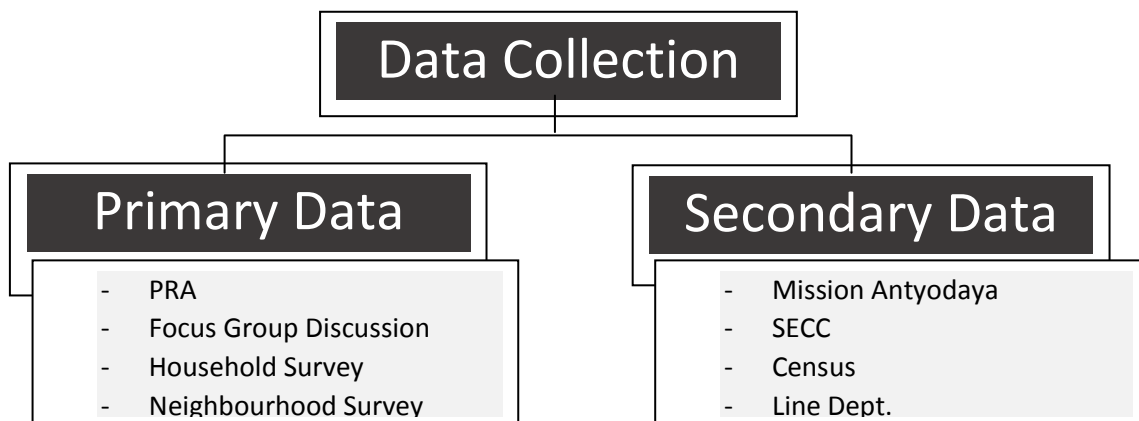 Data Collection
Primary Data
- PRA
- Focus Group Discussion
- Household Survey
- Neighbourhood Survey
Secondary Data
- Mission Antyodaya
- SECC
- Census
- Line Dept.